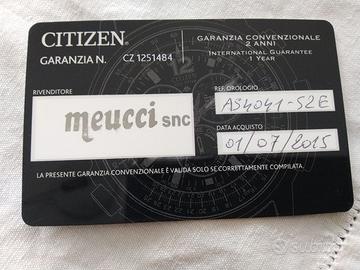 CITIZEN
GARANZIA N. CZ 1251484
GARANZIA CONVENZIONALE
2 ANNI
INTERNATIONAL GUARANTEE
1 YEAR
RIVENDITORE
meucci snc
REF. OROLOGIO
AS4041-52E
DATA ACQUISTO
01/07/2015
LA PRESENTE GARANZIA CONVENZIONALE È VALIDA SOLO SE CORRETTAMENTE COMPILATA.
subito